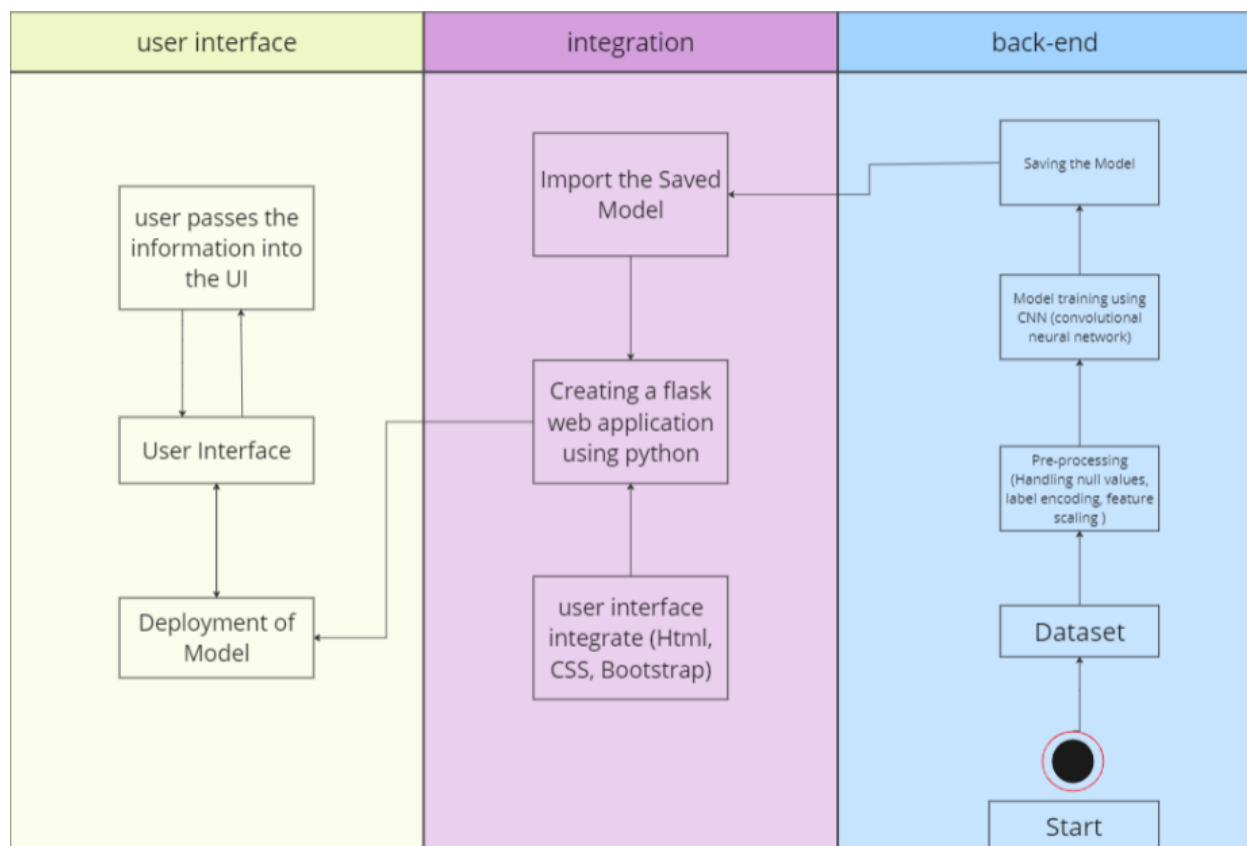 user interface
integration
back-end
user passes the
information into
the UI
User Interface
Deployment of
Model
Import the Saved
Model
Creating a flask
web application
using python
user interface
integrate (Html,
CSS, Bootstrap)
Saving the Model
Model training using
CNN (convolutional
neural network)
Pre-processing
(Handling null values,
label encoding, feature
scaling )
Dataset
Start